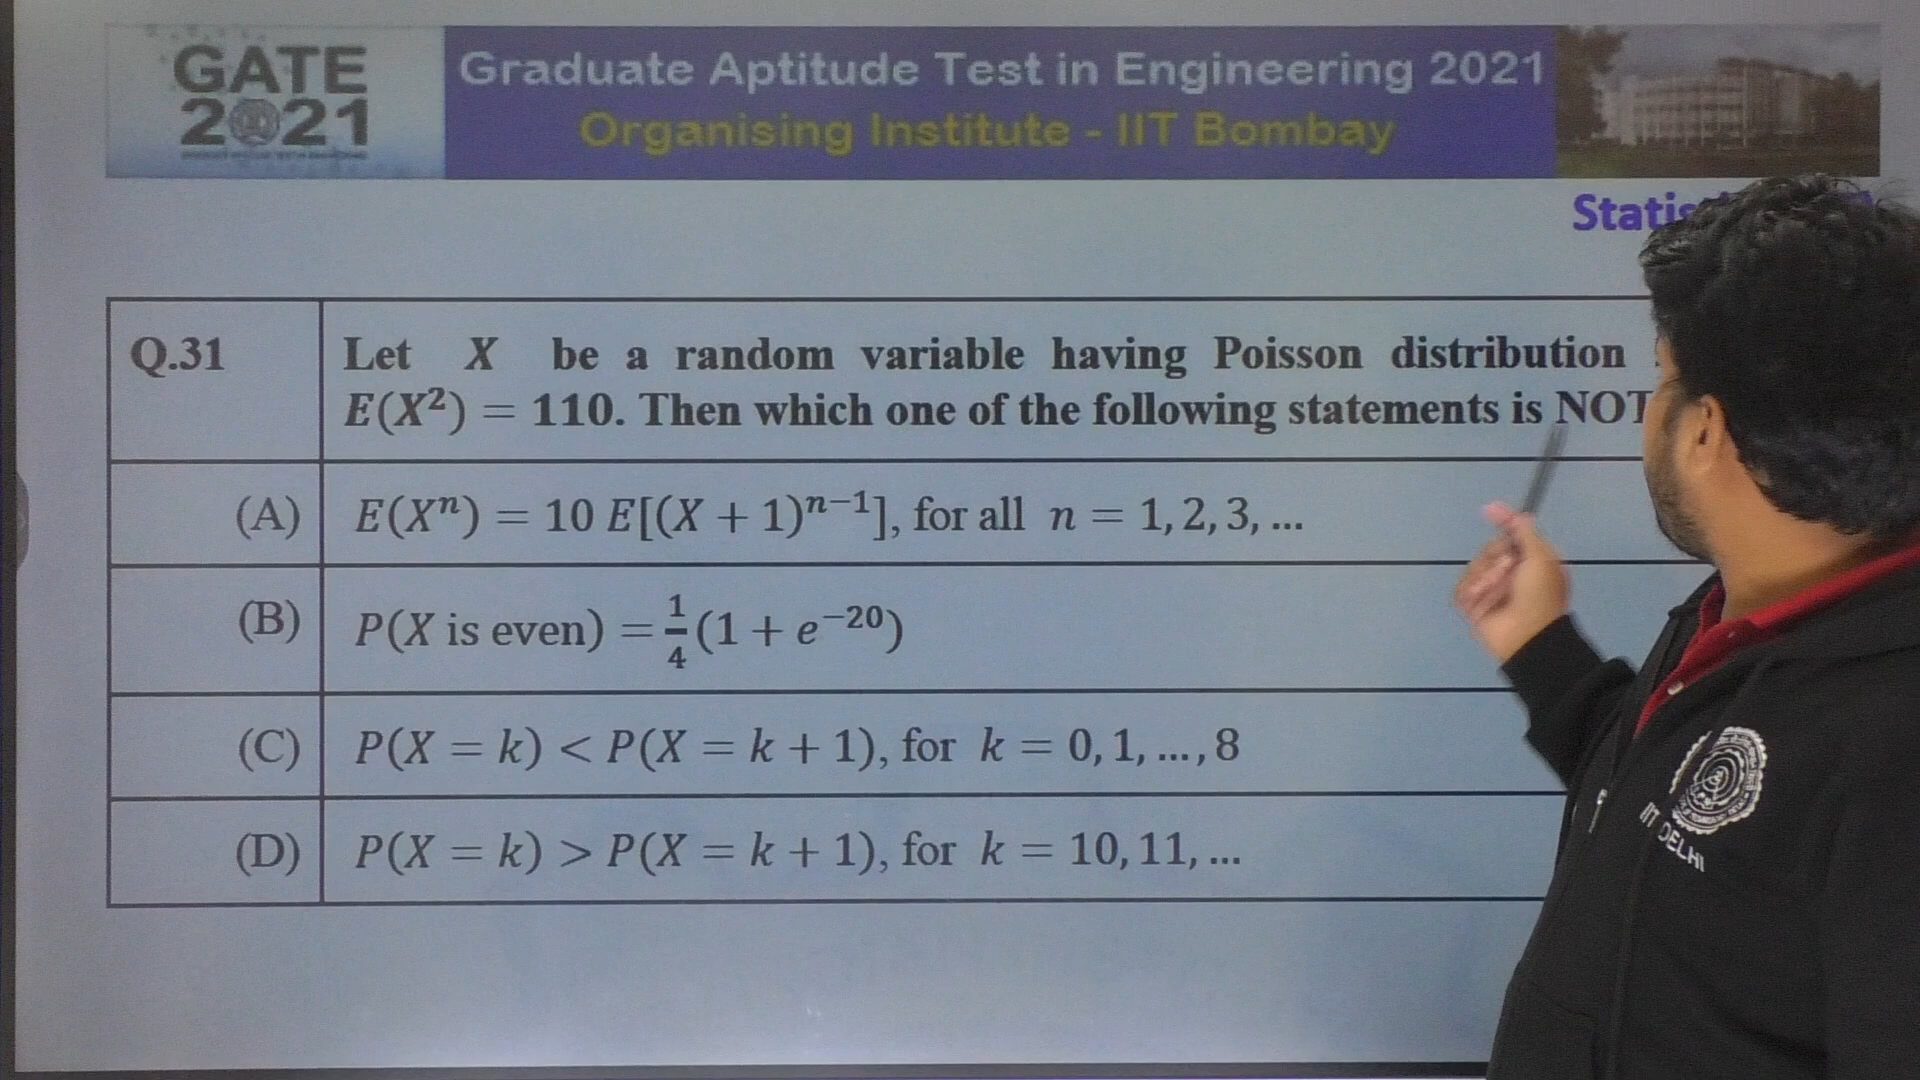 GATE
2021
Graduate Aptitude Test in Engineering 2021
Organising Institute - IIT Bombay
Q.31
Let X be a random variable having Poisson distribution
E(X²) = 110. Then which one of the following statements is NOT
(A) E(Xⁿ) = 10 E[(X + 1)ⁿ⁻¹], for all n = 1, 2, 3, ...
(B) P(X is even) = 1/4 (1 + e⁻²⁰)
(C) P(X = k) < P(X = k + 1), for k = 0, 1, ..., 8
(D) P(X = k) > P(X = k + 1), for k = 10, 11, ...
IIT DELHI